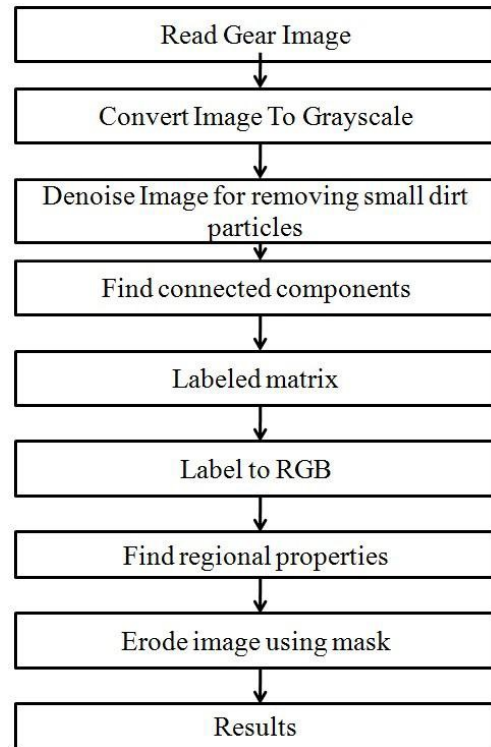 Read Gear Image
Convert Image To Grayscale
Denoise Image for removing small dirt
particles
Find connected components
Labeled matrix
Label to RGB
Find regional properties
Erode image using mask
Results